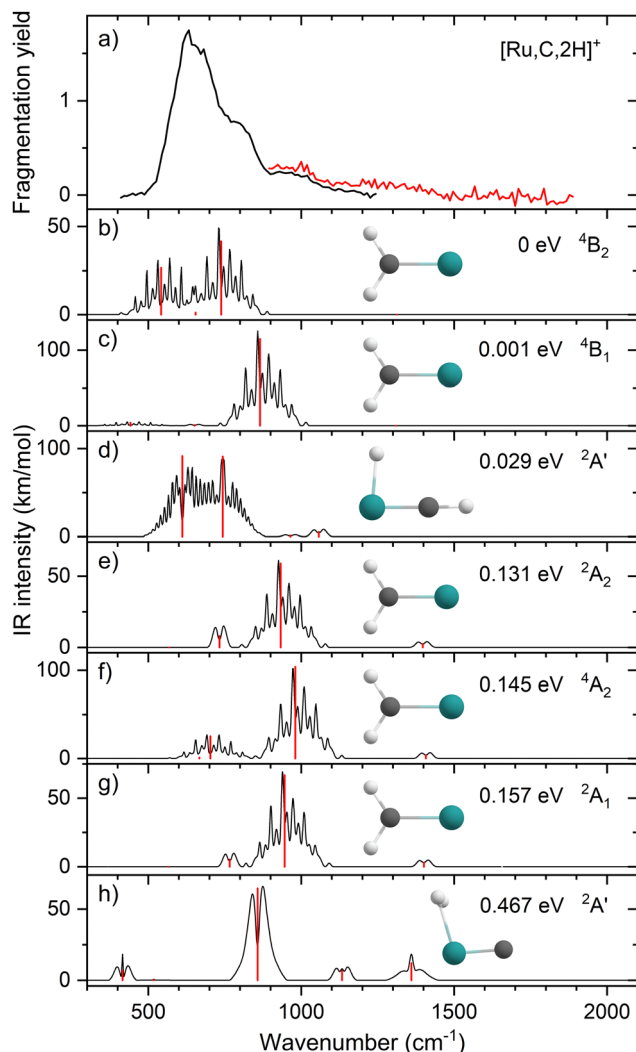 a)
[Ru,C,2H]⁺
Fragmentation yield
1
0
b)
0 eV ⁴B₂
50
0
c)
0.001 eV ⁴B₁
100
0
d)
0.029 eV ²A'
100
0
e)
0.131 eV ²A₂
50
0
f)
0.145 eV ⁴A₂
100
0
g)
0.157 eV ²A₁
50
0
h)
0.467 eV ²A'
50
0
IR intensity (km/mol)
500 1000 1500 2000
Wavenumber (cm⁻¹)